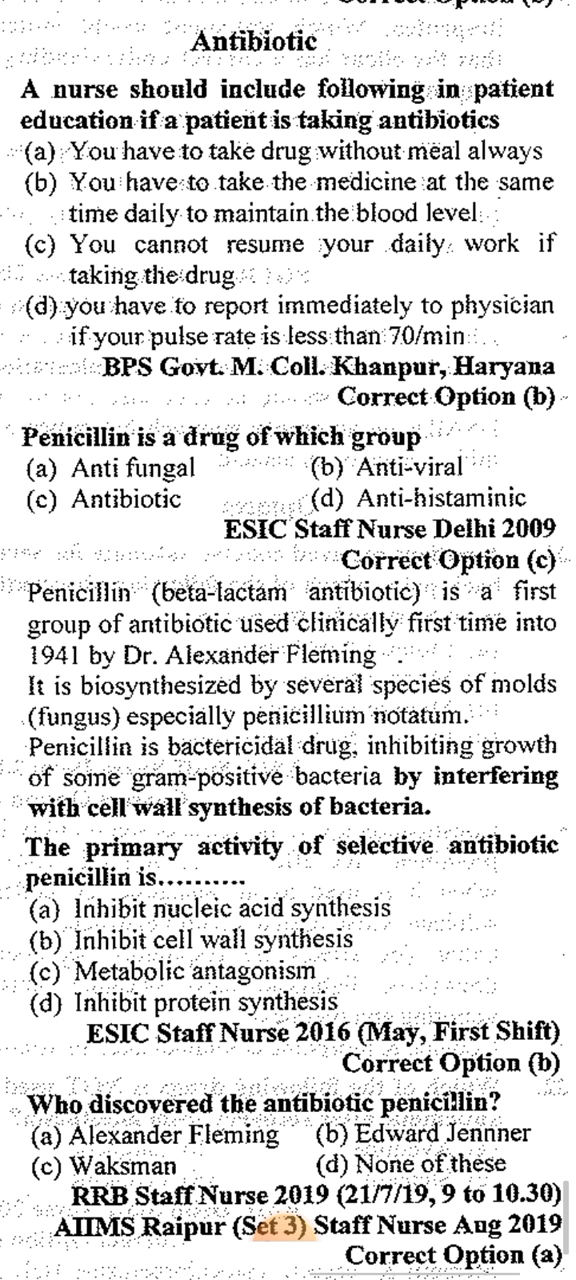 Correct Option (b)
Antibiotic
A nurse should include following in patient
education if a patient is taking antibiotics
(a) You have to take drug without meal always
(b) You have to take the medicine at the same
time daily to maintain the blood level
(c) You cannot resume your daily work if
taking the drug
(d) you have to report immediately to physician
if your pulse rate is less than 70/min
BPS Govt. M. Coll. Khanpur, Haryana
Correct Option (b)
Penicillin is a drug of which group
(a) Anti fungal (b) Anti-viral
(c) Antibiotic (d) Anti-histaminic
ESIC Staff Nurse Delhi 2009
Correct Option (c)
Penicillin (beta-lactam antibiotic) is a first
group of antibiotic used clinically first time into
1941 by Dr. Alexander Fleming .
It is biosynthesized by several species of molds
(fungus) especially penicillium notatum.
Penicillin is bactericidal drug, inhibiting growth
of some gram-positive bacteria by interfering
with cell wall synthesis of bacteria.
The primary activity of selective antibiotic
penicillin is..........
(a) Inhibit nucleic acid synthesis
(b) Inhibit cell wall synthesis
(c) Metabolic antagonism
(d) Inhibit protein synthesis
ESIC Staff Nurse 2016 (May, First Shift)
Correct Option (b)
Who discovered the antibiotic penicillin?
(a) Alexander Fleming (b) Edward Jennner
(c) Waksman (d) None of these
RRB Staff Nurse 2019 (21/7/19, 9 to 10.30)
AIIMS Raipur (Set 3) Staff Nurse Aug 2019
Correct Option (a)